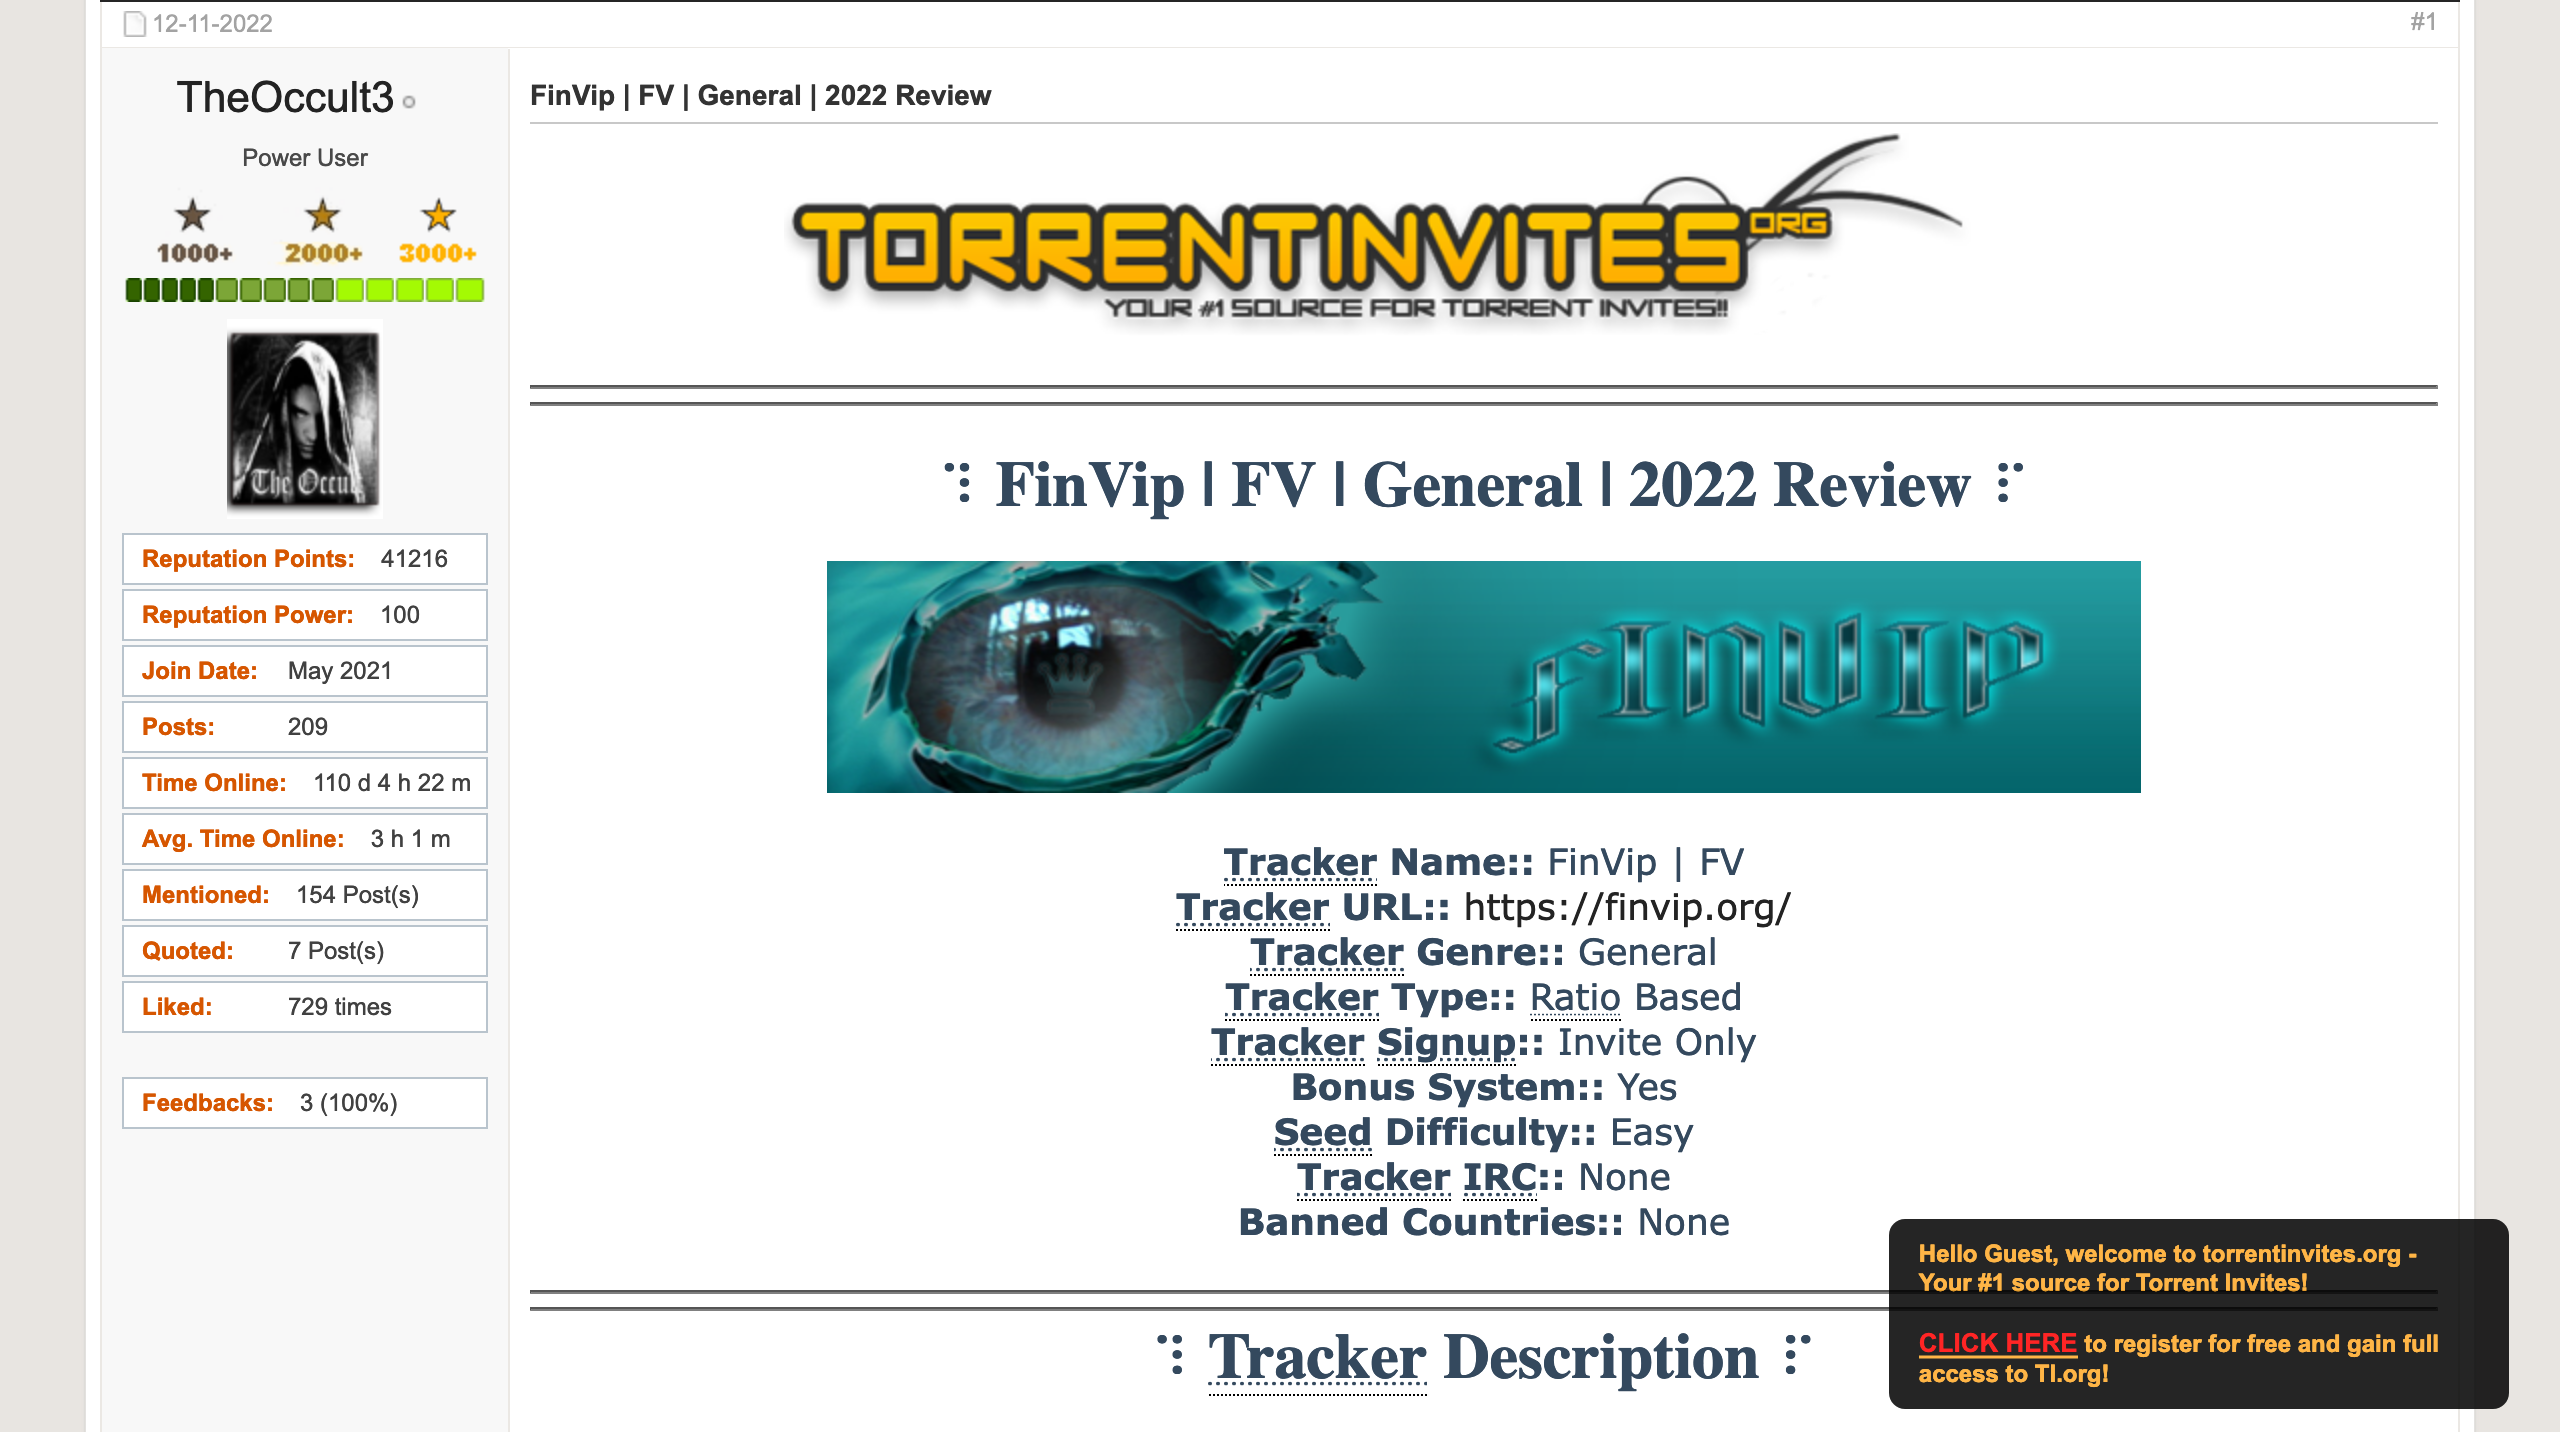 12-11-2022
#1
TheOccult3
Power User
1000+ 2000+ 3000+
The Occu
Reputation Points: 41216
Reputation Power: 100
Join Date: May 2021
Posts: 209
Time Online: 110 d 4 h 22 m
Avg. Time Online: 3 h 1 m
Mentioned: 154 Post(s)
Quoted: 7 Post(s)
Liked: 729 times
Feedbacks: 3 (100%)
FinVip | FV | General | 2022 Review
TORRENTINVITES ORG
YOUR #1 SOURCE FOR TORRENT INVITES!!
⠙⠇ FinVip | FV | General | 2022 Review ⠏⠁
FINVIP
Tracker Name:: FinVip | FV
Tracker URL:: https://finvip.org/
Tracker Genre:: General
Tracker Type:: Ratio Based
Tracker Signup:: Invite Only
Bonus System:: Yes
Seed Difficulty:: Easy
Tracker IRC:: None
Banned Countries:: None
Tracker Description
Hello Guest, welcome to torrentinvites.org -
Your #1 source for Torrent Invites!
CLICK HERE to register for free and gain full
access to TI.org!